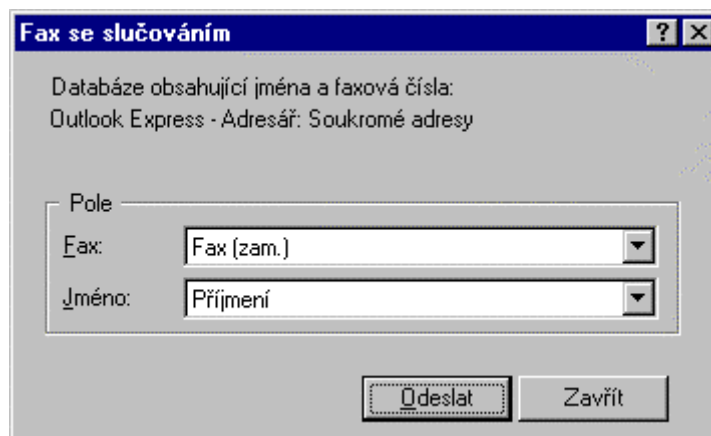 Fax se slučováním
Databáze obsahující jména a faxová čísla:
Outlook Express - Adresář: Soukromé adresy
Pole
Fax: Fax (zam.)
Jméno: Příjmení
Odeslat Zavřít